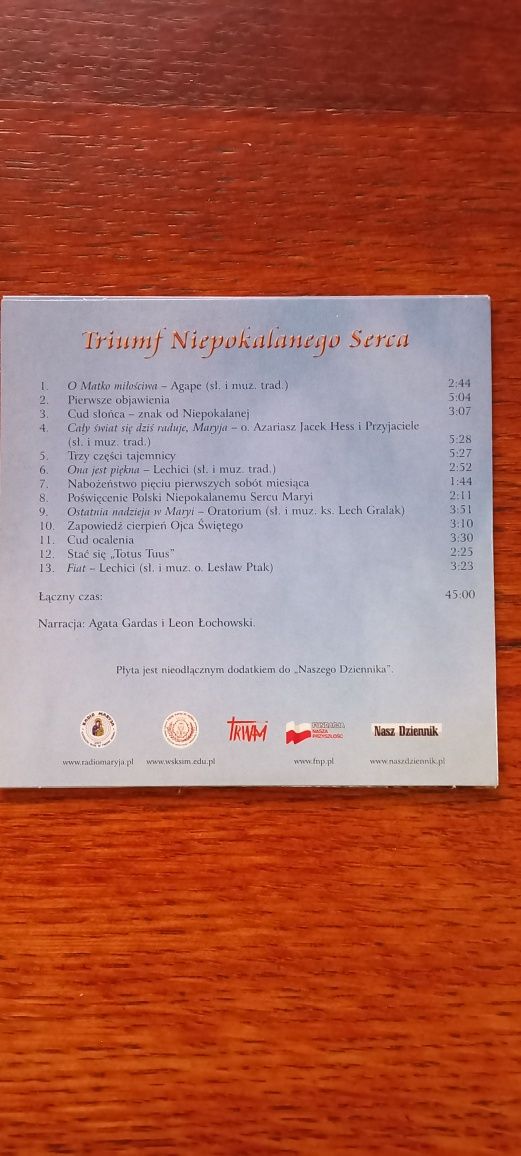 Triumf Niepokalanego Serca
1. O Matko miłościwa – Agape (sł. i muz. trad.) 2:44
2. Pierwsze objawienia 5:04
3. Cud słońca – znak od Niepokalanej 3:07
4. Cały świat się dziś raduje, Maryja – o. Azariasz Jacek Hess i Przyjaciele
(sł. i muz. trad.) 5:28
5. Trzy części tajemnicy 5:27
6. Ona jest piękna – Lechici (sł. i muz. trad.) 2:52
7. Nabożeństwo pięciu pierwszych sobót miesiąca 1:44
8. Poświęcenie Polski Niepokalanemu Sercu Maryi 2:11
9. Ostatnia nadzieja w Maryi – Oratorium (sł. i muz. ks. Lech Gralak) 3:51
10. Zapowiedź cierpień Ojca Świętego 3:10
11. Cud ocalenia 3:30
12. Stać się „Totus Tuus” 2:25
13. Fiat – Lechici (sł. i muz. o. Lesław Ptak) 3:23
Łączny czas: 45:00
Narracja: Agata Gardas i Leon Łochowski.
Płyta jest nieodłącznym dodatkiem do „Naszego Dziennika”.
RADIO MARYJA
TRWAM
FUNDACJA
NASZA
PRZYSZŁOŚĆ
Nasz Dziennik
www.radiomaryja.pl www.wsksim.edu.pl www.fnp.pl www.naszdziennik.pl